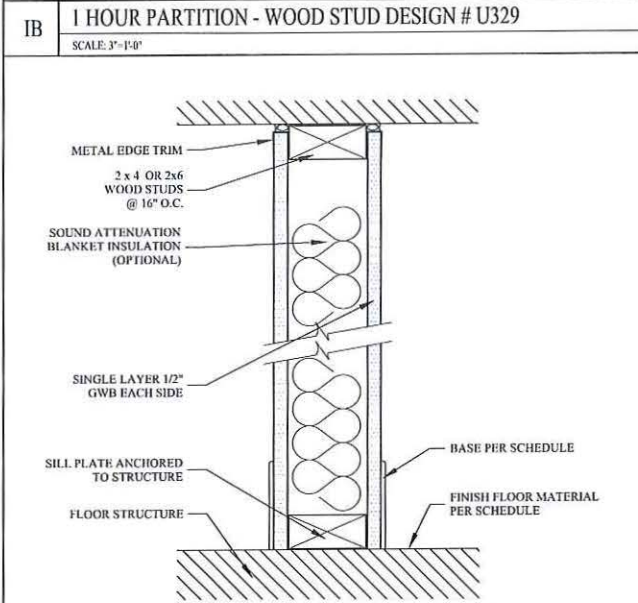 IB
1 HOUR PARTITION - WOOD STUD DESIGN # U329
SCALE: 3"=1'-0"
METAL EDGE TRIM
2 x 4 OR 2x6
WOOD STUDS
@ 16" O.C.
SOUND ATTENUATION
BLANKET INSULATION
(OPTIONAL)
SINGLE LAYER 1/2"
GWB EACH SIDE
SILL PLATE ANCHORED
TO STRUCTURE
FLOOR STRUCTURE
BASE PER SCHEDULE
FINISH FLOOR MATERIAL
PER SCHEDULE